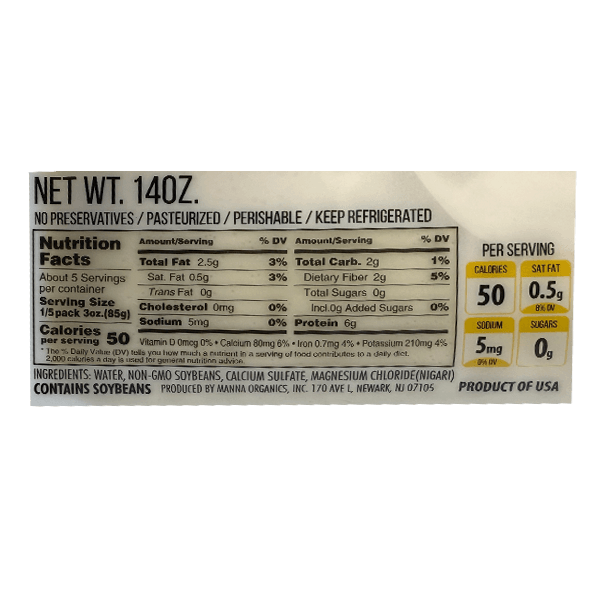 NET WT. 14OZ.
NO PRESERVATIVES / PASTEURIZED / PERISHABLE / KEEP REFRIGERATED
Nutrition
Facts
About 5 Servings
per container
Serving Size
1/5 pack 3oz.(85g)
Calories
per serving 50
Amount/Serving % DV
Total Fat 2.5g 3%
Sat. Fat 0.5g 3%
Trans Fat 0g
Cholesterol 0mg 0%
Sodium 5mg 0%
Amount/Serving % DV
Total Carb. 2g 1%
Dietary Fiber 2g 5%
Total Sugars 0g
Incl.0g Added Sugars 0%
Protein 6g
Vitamin D 0mcg 0% • Calcium 80mg 6% • Iron 0.7mg 4% • Potassium 210mg 4%
* The % Daily Value (DV) tells you how much a nutrient in a serving of food contributes to a daily diet.
2,000 calories a day is used for general nutrition advice.
PER SERVING
CALORIES
50
SAT FAT
0.5g
8% DV
SODIUM
5mg
0% DV
SUGARS
0g
INGREDIENTS: WATER, NON-GMO SOYBEANS, CALCIUM SULFATE, MAGNESIUM CHLORIDE(NIGARI)
CONTAINS SOYBEANS PRODUCED BY MANNA ORGANICS, INC. 170 AVE L, NEWARK, NJ 07105
PRODUCT OF USA